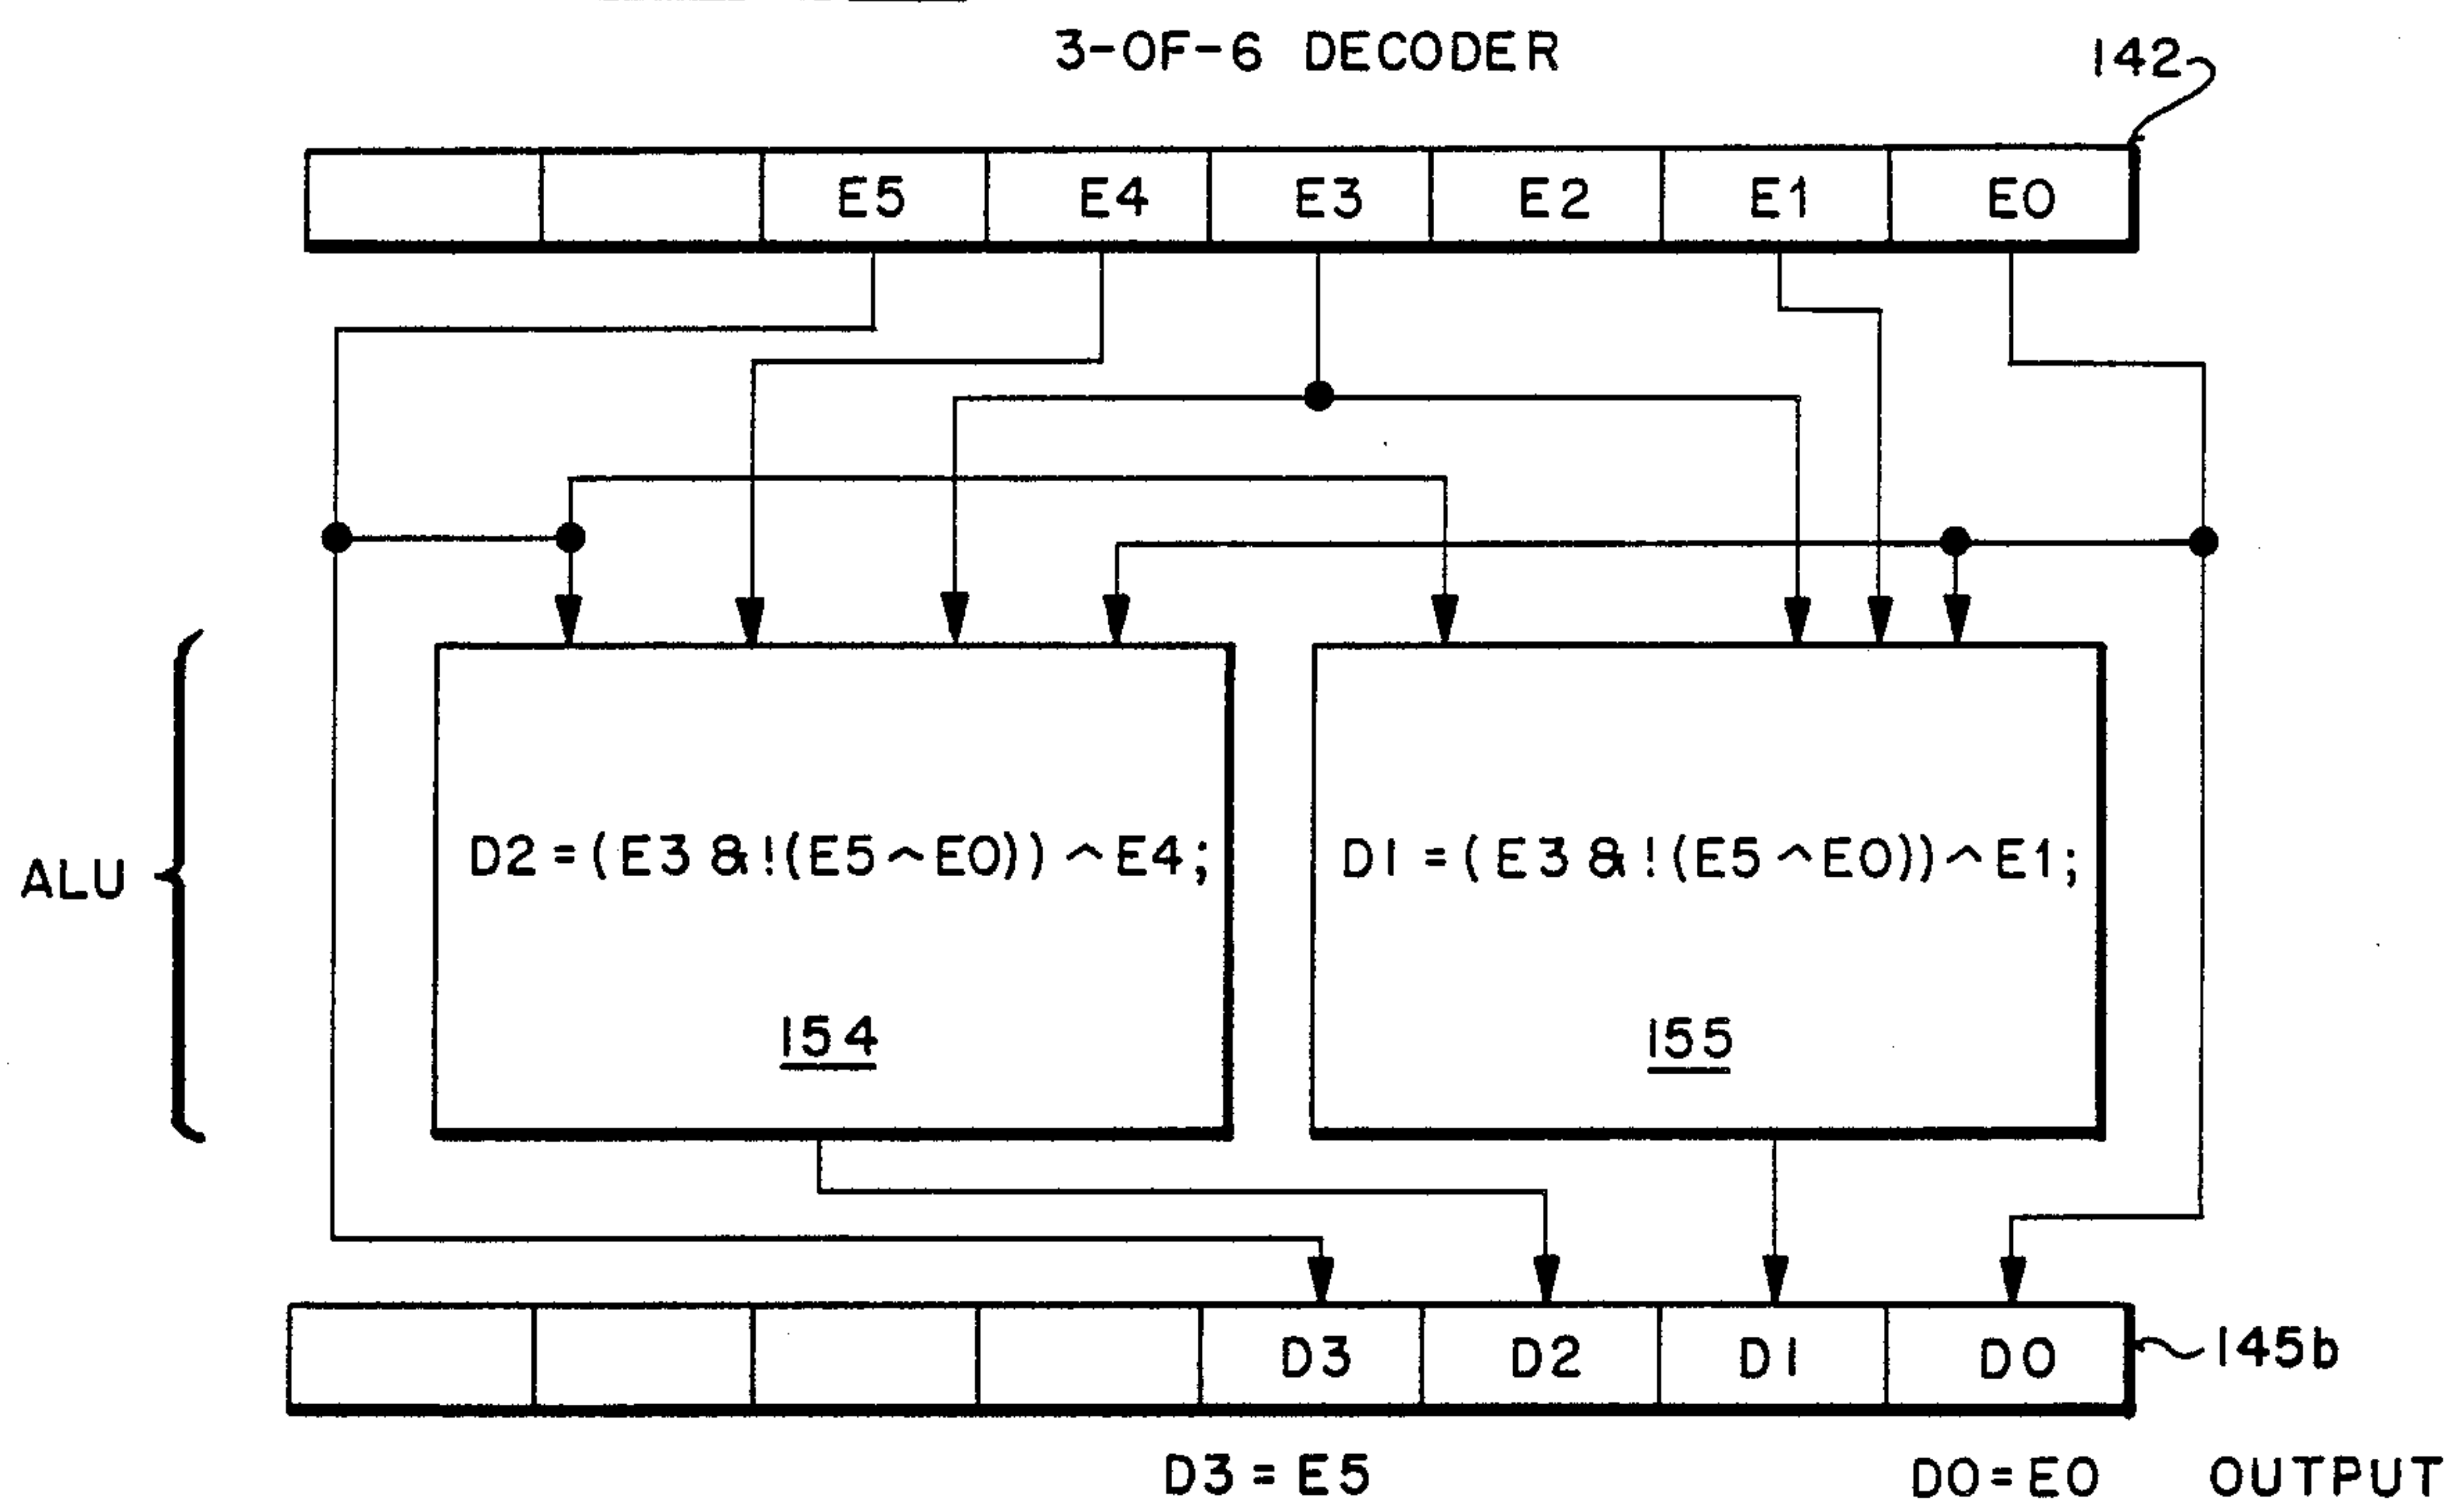 3-OF-6 DECODER
142
E5 E4 E3 E2 E1 E0
ALU
D2=(E3&!(E5^E0))^E4;
D1=(E3&!(E5^E0))^E1;
154
155
D3 D2 D1 D0
145b
D3=E5
D0=E0
OUTPUT